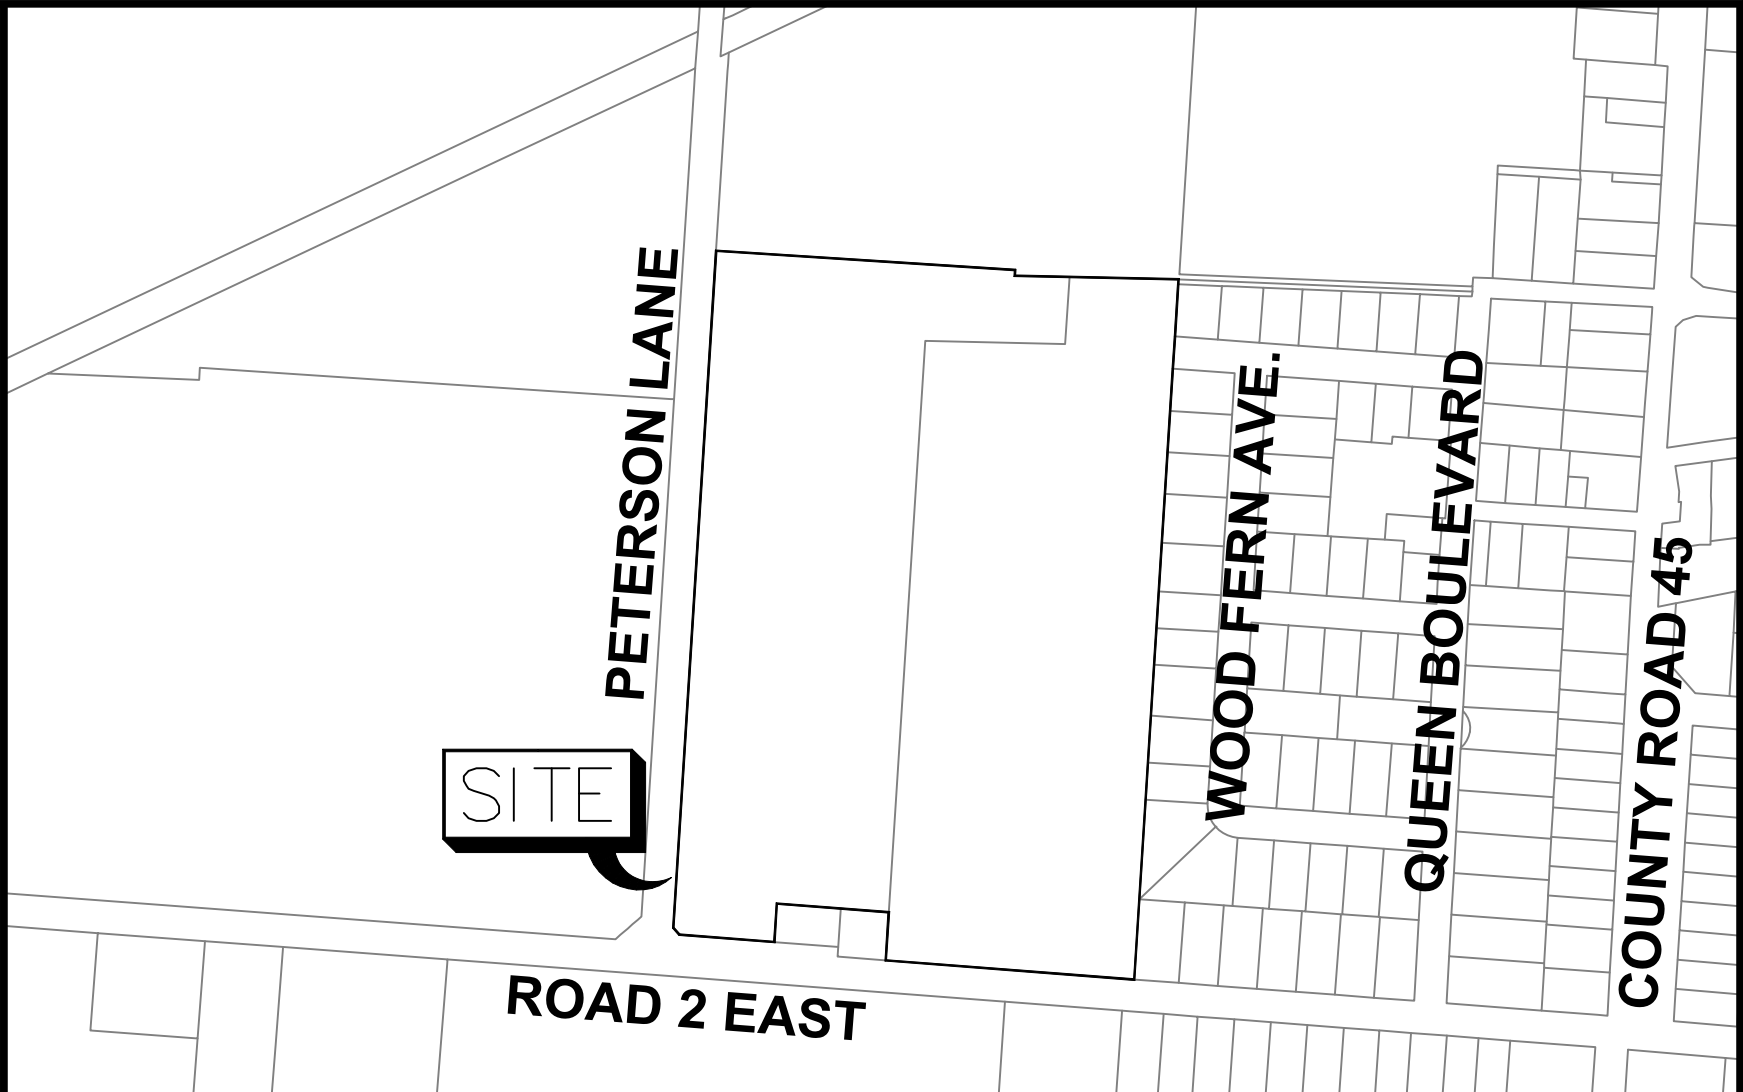 PETERSON LANE
WOOD FERN AVE.
QUEEN BOULEVARD
COUNTY ROAD 45
SITE
ROAD 2 EAST